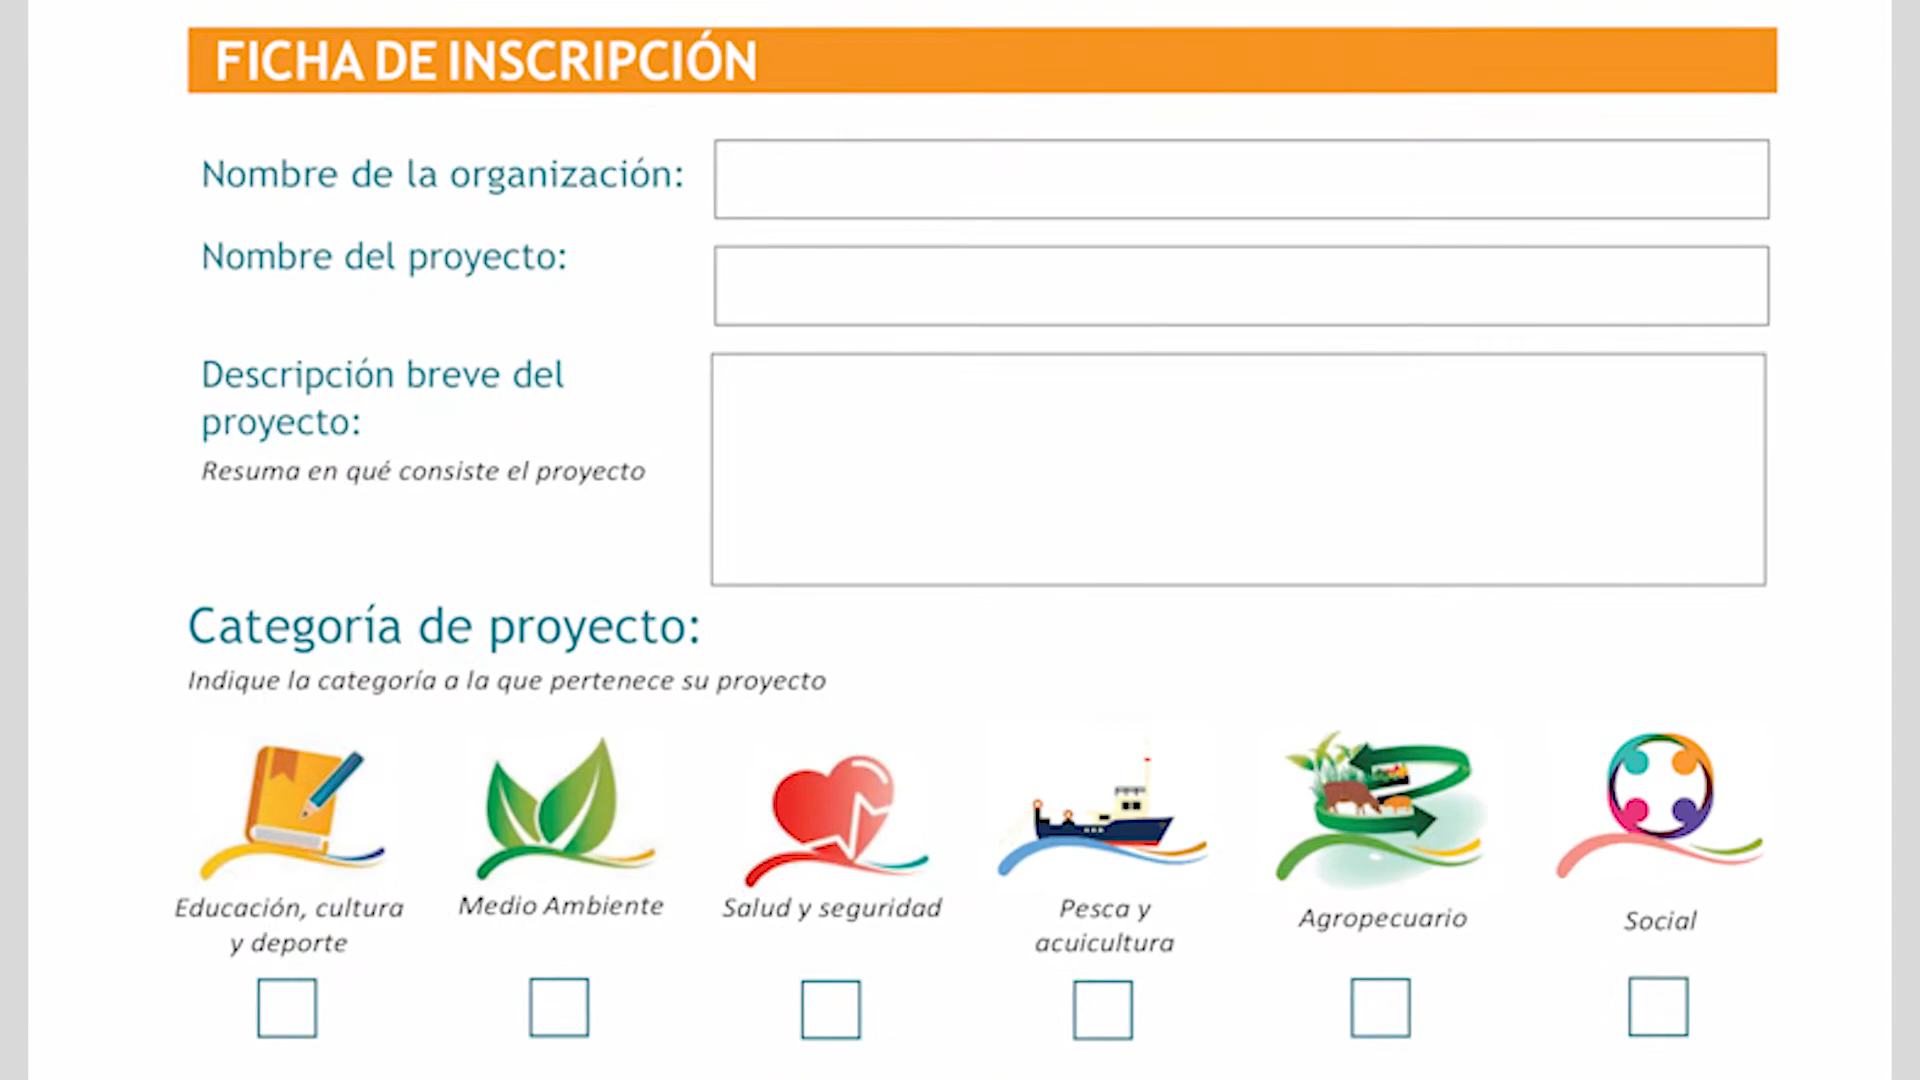 FICHA DE INSCRIPCIÓN
Nombre de la organización:
Nombre del proyecto:
Descripción breve del
proyecto:
Resuma en qué consiste el proyecto
Categoría de proyecto:
Indique la categoría a la que pertenece su proyecto
Educación, cultura
y deporte
Medio Ambiente
Salud y seguridad
Pesca y
acuicultura
Agropecuario
Social